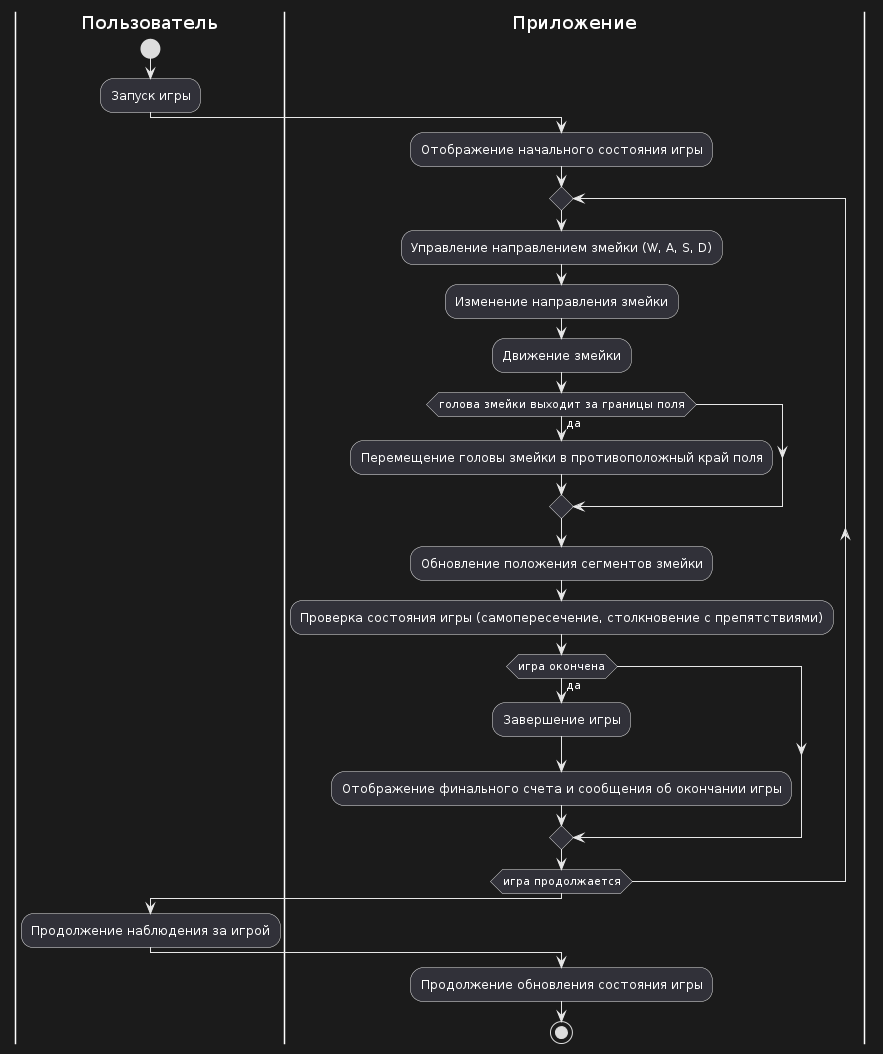 Пользователь
Приложение
Запуск игры
Отображение начального состояния игры
Управление направлением змейки (W, A, S, D)
Изменение направления змейки
Движение змейки
голова змейки выходит за границы поля
да
Перемещение головы змейки в противоположный край поля
Обновление положения сегментов змейки
Проверка состояния игры (самопересечение, столкновение с препятствиями)
игра окончена
да
Завершение игры
Отображение финального счета и сообщения об окончании игры
игра продолжается
Продолжение наблюдения за игрой
Продолжение обновления состояния игры